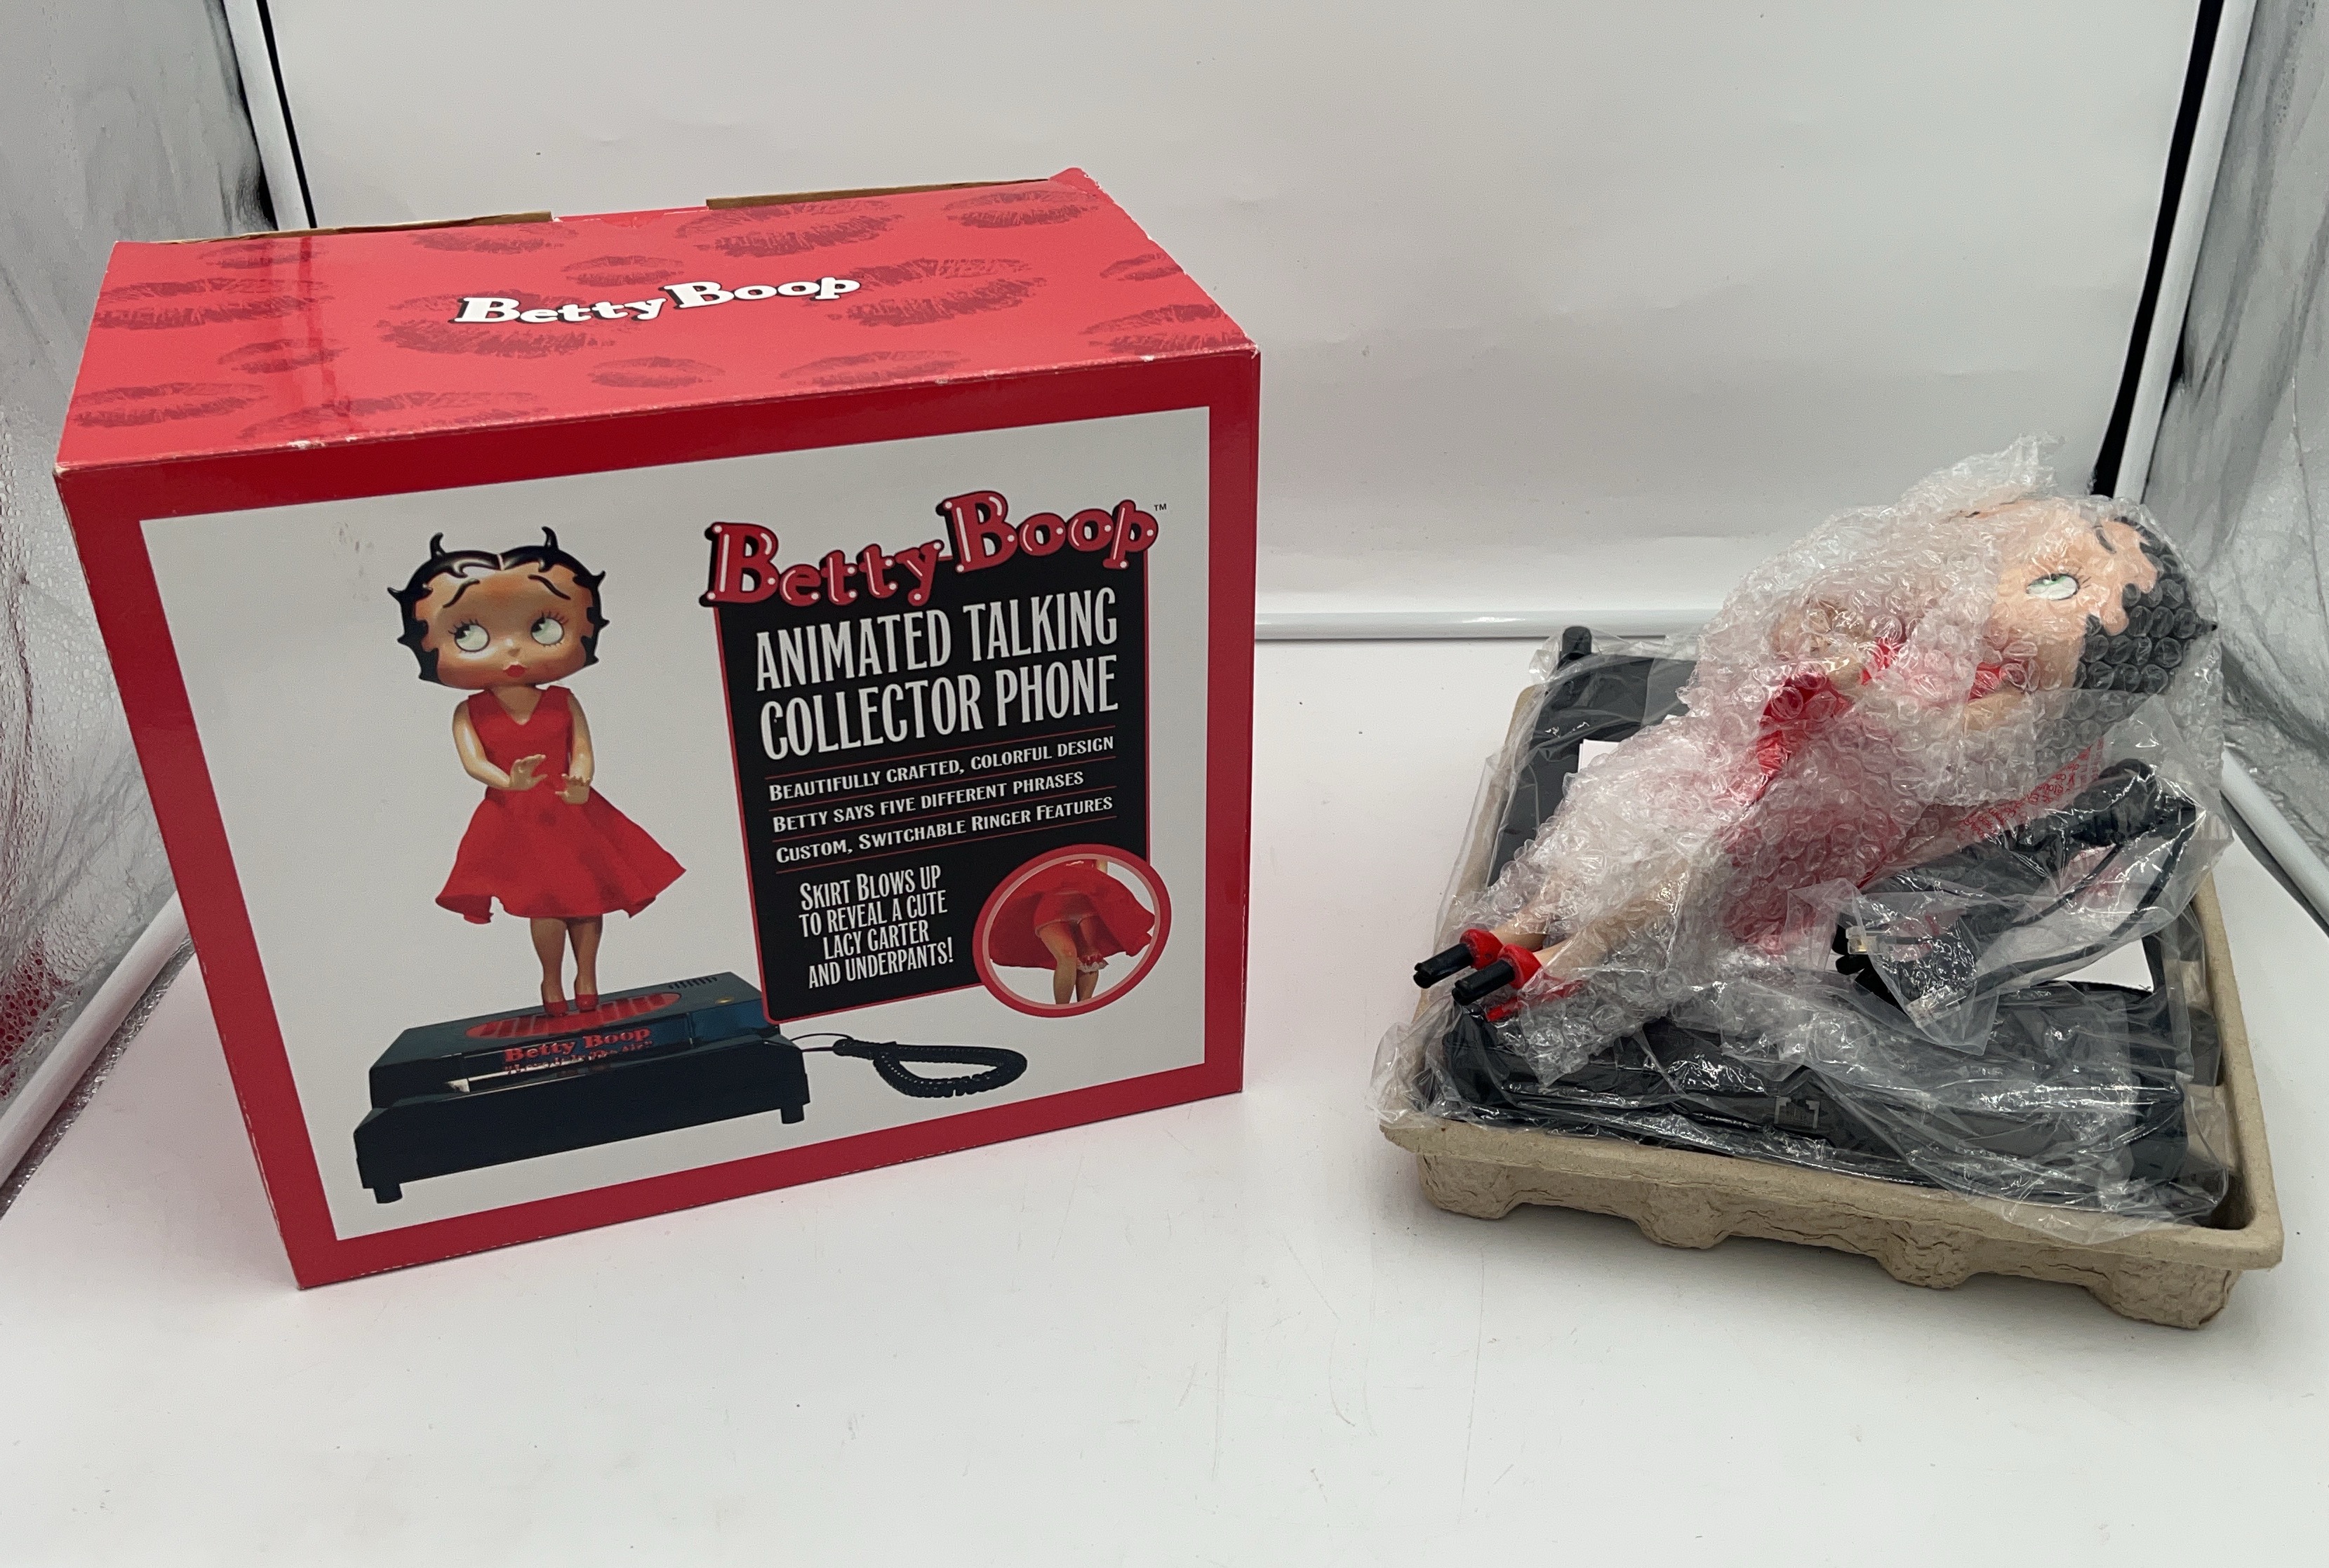 Betty Boop
Betty Boop™
ANIMATED TALKING
COLLECTOR PHONE
BEAUTIFULLY CRAFTED, COLORFUL DESIGN
BETTY SAYS FIVE DIFFERENT PHRASES
CUSTOM, SWITCHABLE RINGER FEATURES
SKIRT BLOWS UP
TO REVEAL A CUTE
LACY GARTER
AND UNDERPANTS!
Betty Boop